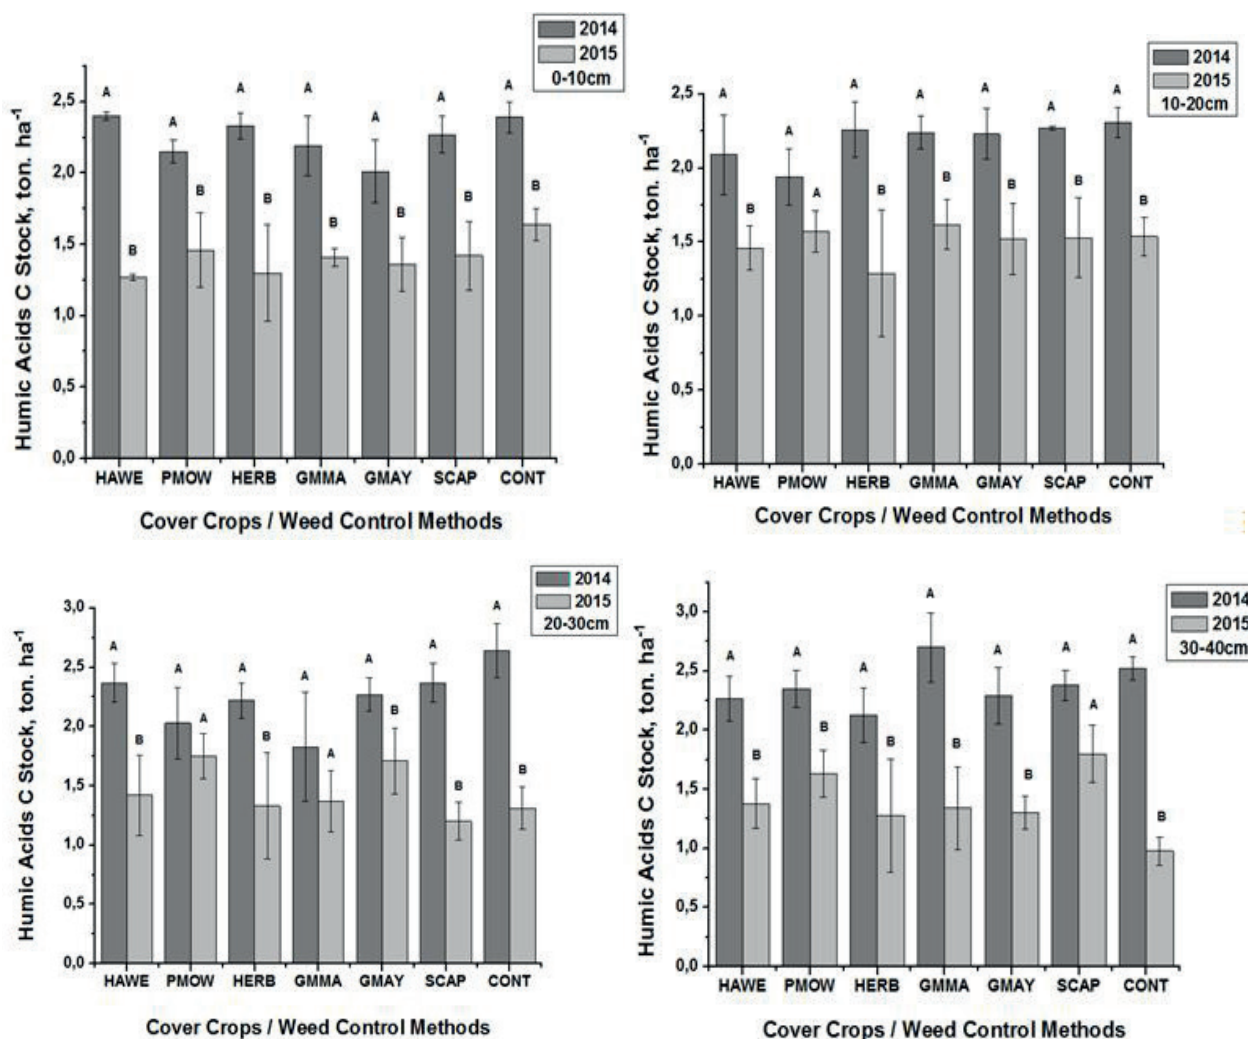 2014
2015
0-10cm
Humic Acids C Stock, ton. ha-1
2,5
2,0
1,5
1,0
0,5
0,0
A A A A A A A
B B B B B B B
HAWE PMOW HERB GMMA GMAY SCAP CONT
Cover Crops / Weed Control Methods
2014
2015
10-20cm
Humic Acids C Stock, ton. ha-1
2,5
2,0
1,5
1,0
0,5
0,0
A A A A A A A
B A B B B B B
HAWE PMOW HERB GMMA GMAY SCAP CONT
Cover Crops / Weed Control Methods
2014
2015
20-30cm
Humic Acids C Stock, ton. ha-1
3,0
2,5
2,0
1,5
1,0
0,5
0,0
A A A A A A A
B A B A B B B
HAWE PMOW HERB GMMA GMAY SCAP CONT
Cover Crops / Weed Control Methods
2014
2015
30-40cm
Humic Acids C Stock, ton. ha-1
3,0
2,5
2,0
1,5
1,0
0,5
0,0
A A A A A A A
B B B B B A B
HAWE PMOW HERB GMMA GMAY SCAP CONT
Cover Crops / Weed Control Methods